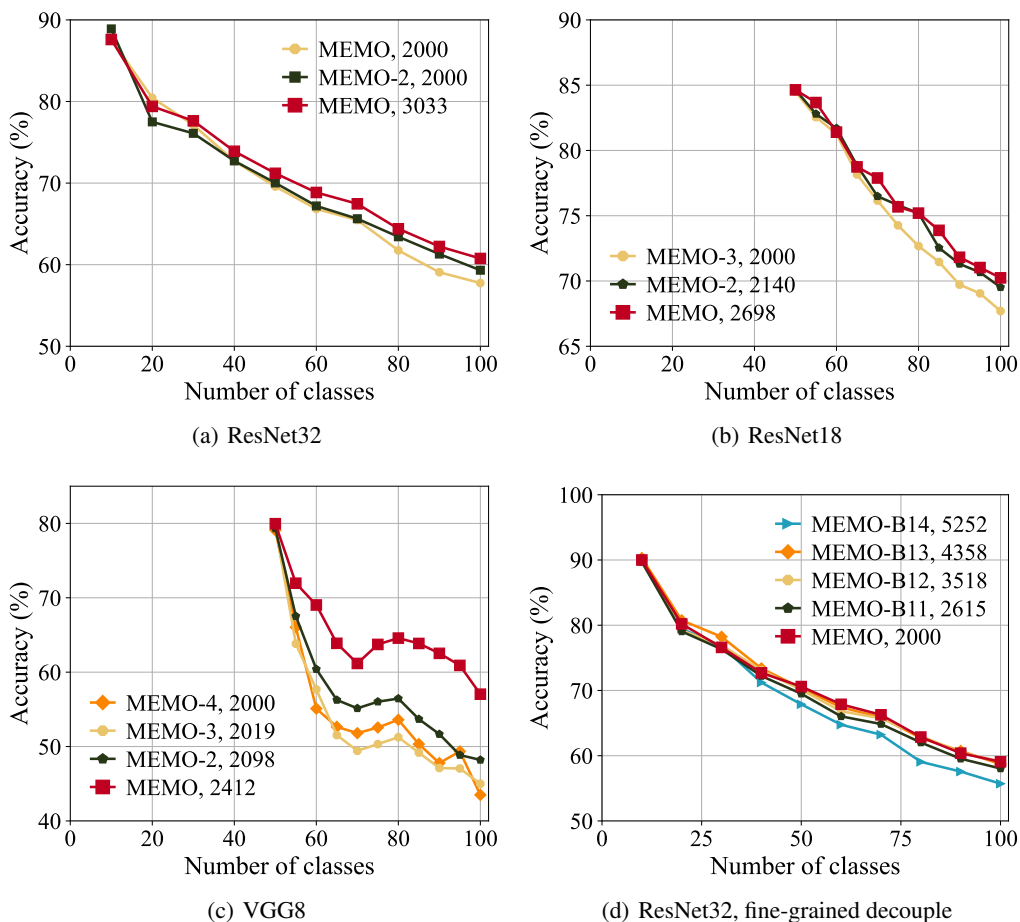 90
80
70
60
50
0
20
40
60
80
100
Accuracy (%)
Number of classes
MEMO, 2000
MEMO-2, 2000
MEMO, 3033
(a) ResNet32
90
85
80
75
70
65
0
20
40
60
80
100
Accuracy (%)
Number of classes
MEMO-3, 2000
MEMO-2, 2140
MEMO, 2698
(b) ResNet18
80
70
60
50
40
0
20
40
60
80
100
Accuracy (%)
Number of classes
MEMO-4, 2000
MEMO-3, 2019
MEMO-2, 2098
MEMO, 2412
(c) VGG8
100
90
80
70
60
50
0
25
50
75
100
Accuracy (%)
Number of classes
MEMO-B14, 5252
MEMO-B13, 4358
MEMO-B12, 3518
MEMO-B11, 2615
MEMO, 2000
(d) ResNet32, fine-grained decouple